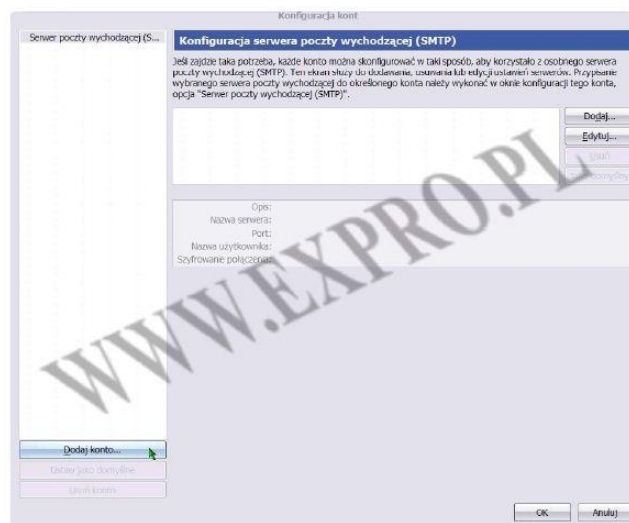 Konfiguracja kont
Serwer poczty wychodzącej (S...
Konfiguracja serwera poczty wychodzącej (SMTP)
Jeśli zajdzie taka potrzeba, każde konto można skonfigurować w taki sposób, aby korzystało z osobnego serwera
poczty wychodzącej (SMTP). Ten ekran służy do dodawania, usuwania lub edycji ustawień serwerów. Przypisanie
wybranego serwera poczty wychodzącej do określonego konta należy wykonać w oknie konfiguracji tego konta,
opcja "Serwer poczty wychodzącej (SMTP)".
Dodaj...
Edytuj...
Usuń
domyślny
Opis:
Nazwa serwera:
Port:
Nazwa użytkownika:
Szyfrowanie połączenia:
WWW.EXPRO.PL
Dodaj konto...
Ustaw jako domyślne
Usuń konto
OK
Anuluj